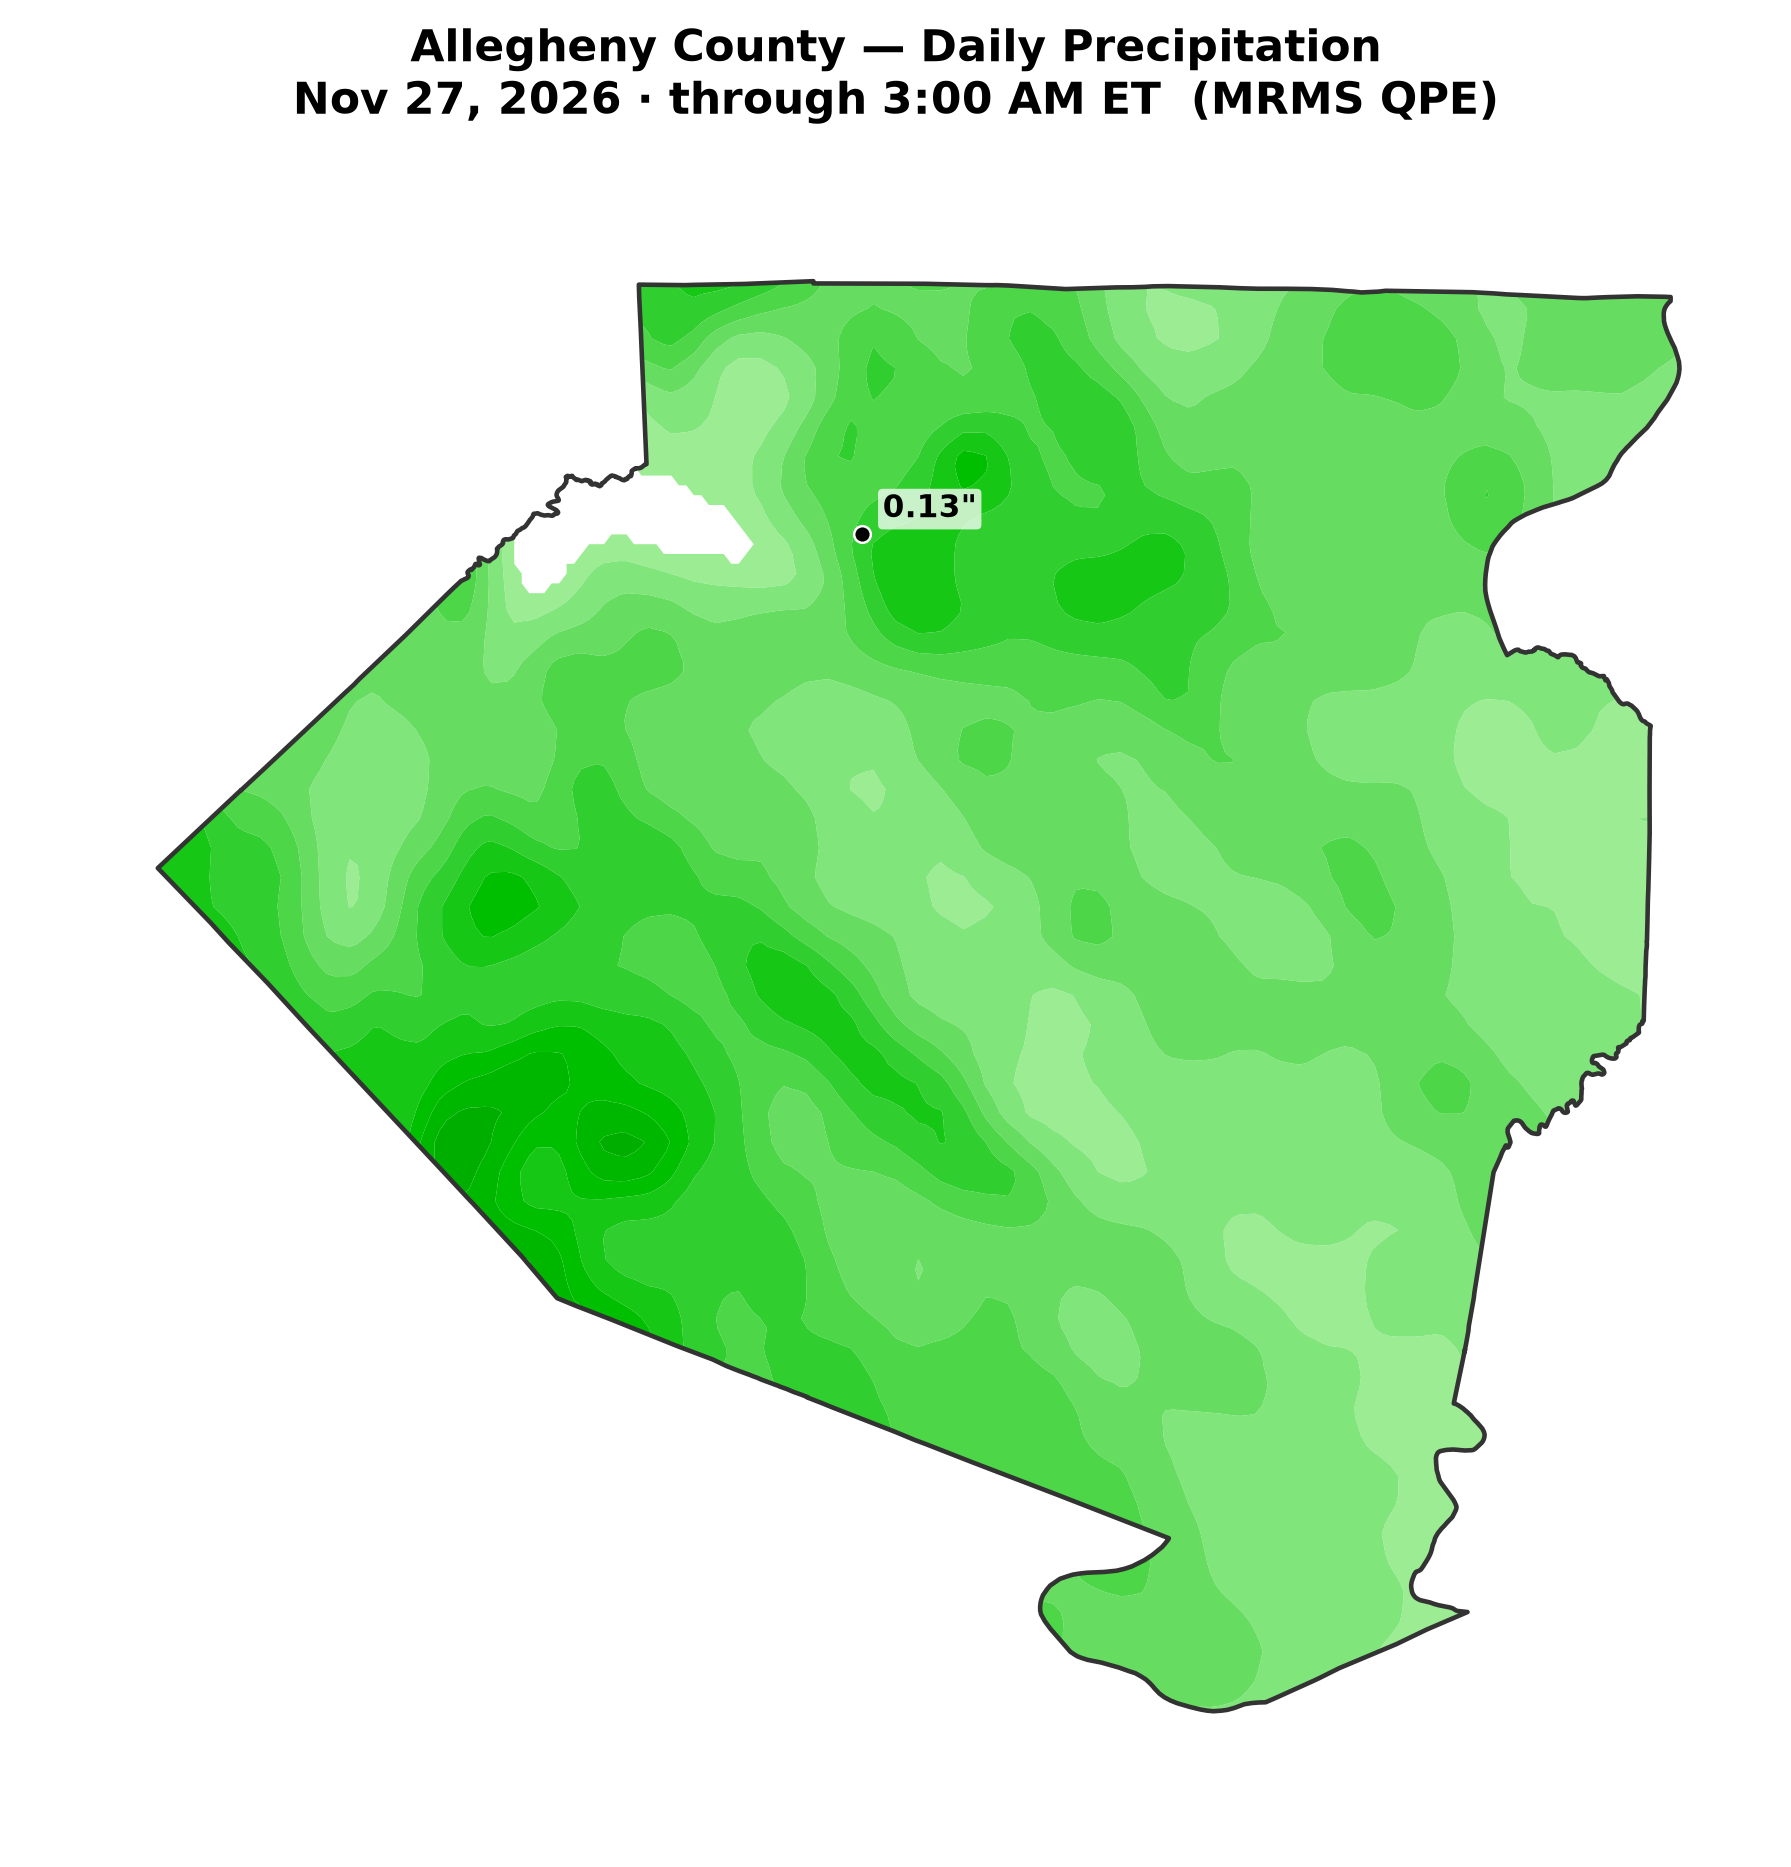 Allegheny County — Daily Precipitation
Nov 27, 2026 · through 3:00 AM ET (MRMS QPE)
0.13"